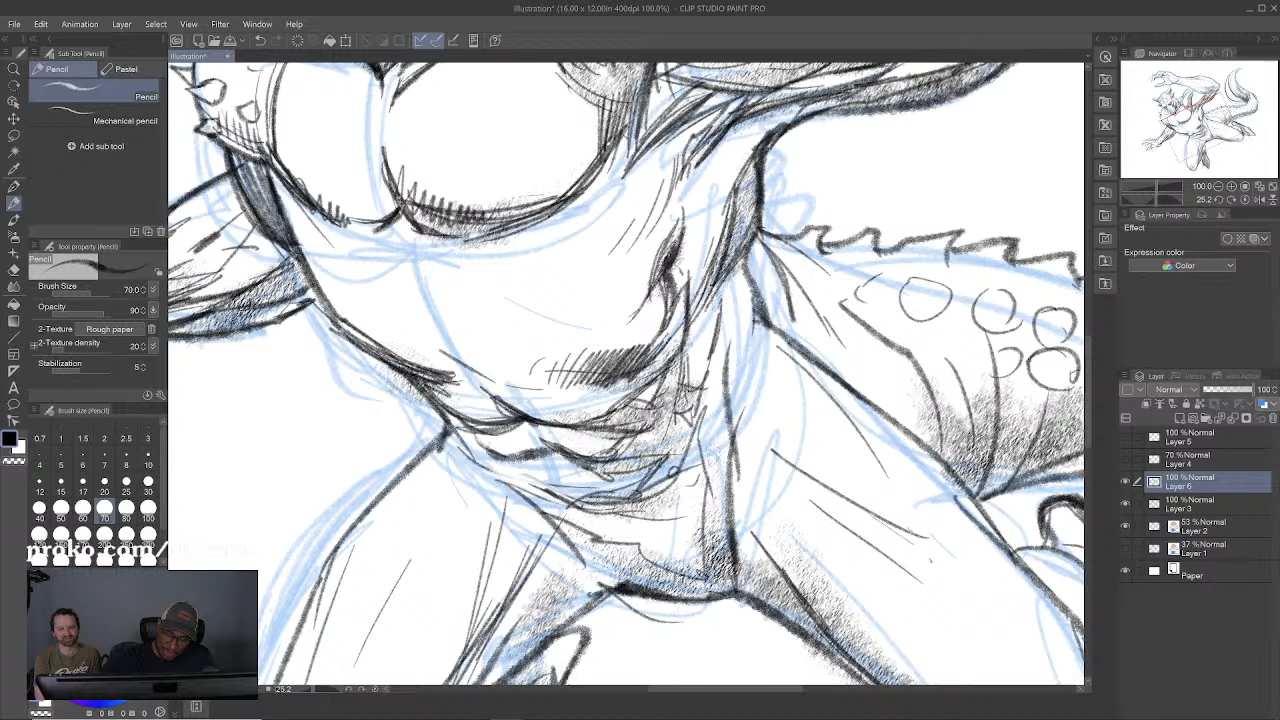 Illustration* (16.00 x 12.00in 400dpi 100.0%) - CLIP STUDIO PAINT PRO
File Edit Animation Layer Select View Filter Window Help
Sub Tool [Pencil]
Illustration*
Navigator
Pencil Pastel
Pencil
Mechanical pencil
Add sub tool
100.0
25.2
Layer Property
Effect
Expression color
Color
Tool property [Pencil]
Pencil
Brush Size 70.0
Opacity 90
2-Texture Rough paper
2-Texture density 20
Stabilization 5
Layer
Normal 100
Brush size [Pencil]
0.7 1 1.5 2 2.5 3
4 5 6 7 8 10
12 15 17 20 25 30
40 50 60 70 80 100
100 % Normal
Layer 5
70 % Normal
Layer 4
100 % Normal
Layer 6
100 % Normal
Layer 3
53 % Normal
Layer 2
37 % Normal
Layer 1
Paper
proko.com/
25.2